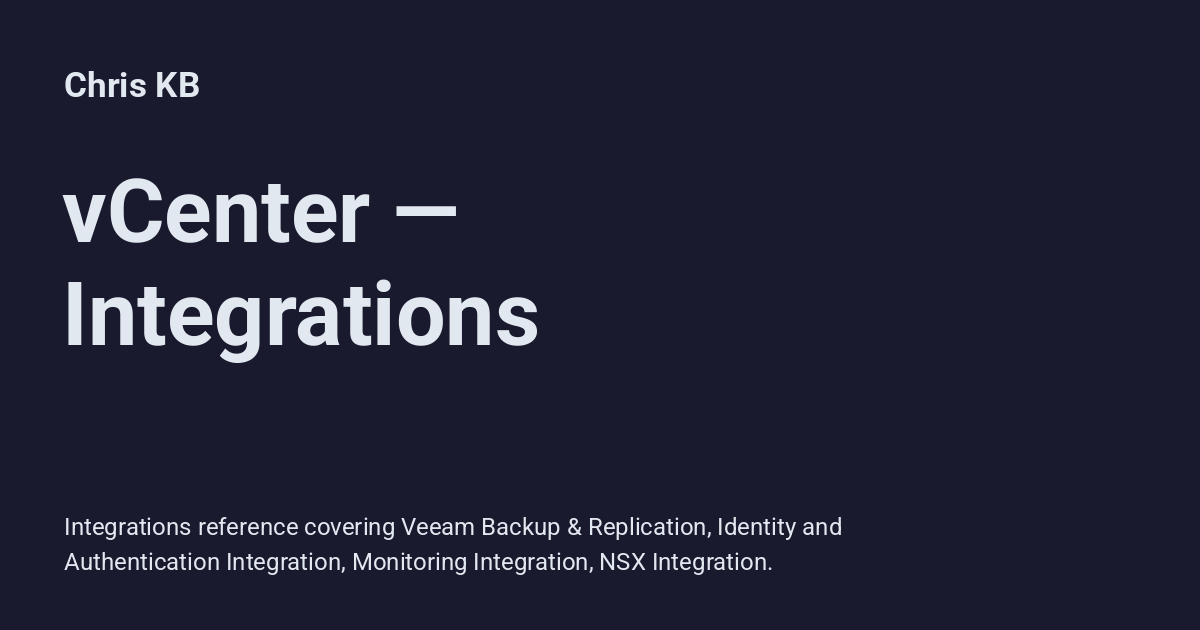 Chris KB
vCenter —
Integrations
Integrations reference covering Veeam Backup & Replication, Identity and
Authentication Integration, Monitoring Integration, NSX Integration.